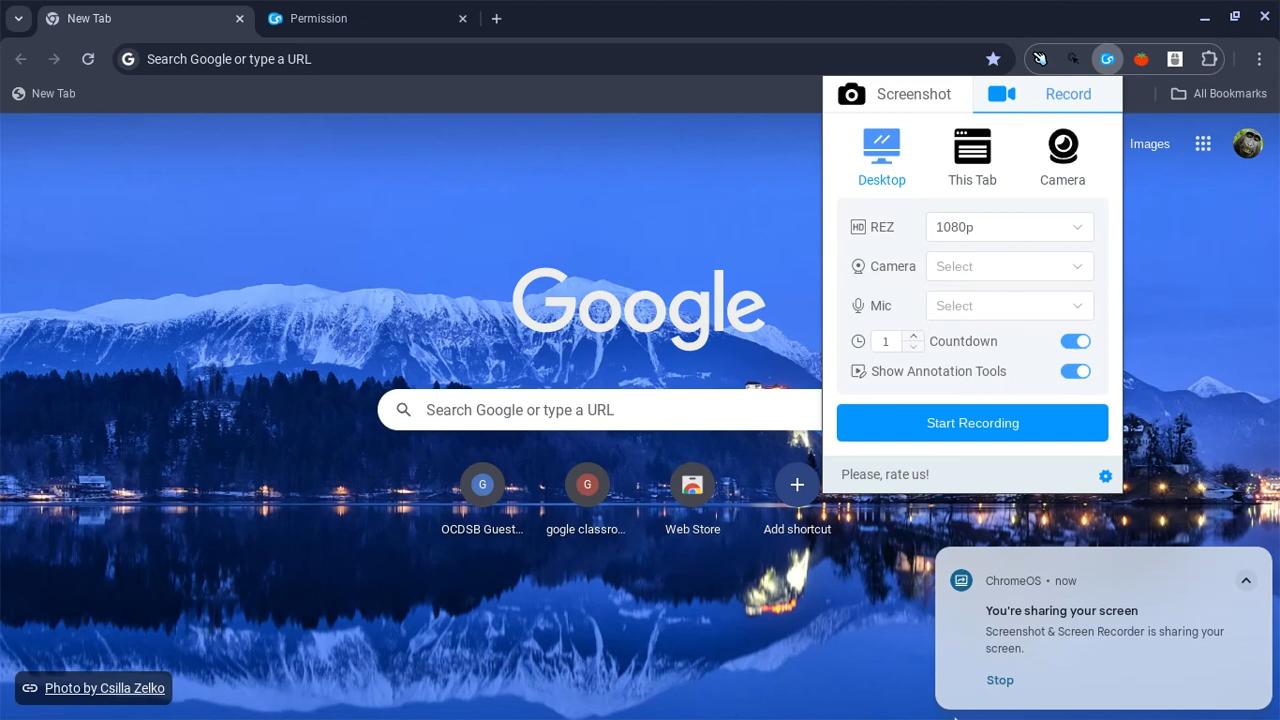 New Tab
Permission
Search Google or type a URL
New Tab
All Bookmarks
Screenshot
Record
Images
Desktop
This Tab
Camera
HD REZ
1080p
Camera
Select
Mic
Select
1
Countdown
Show Annotation Tools
Start Recording
Please, rate us!
Google
Search Google or type a URL
G
G
OCDSB Guest...
gogle classro...
Web Store
Add shortcut
ChromeOS • now
You're sharing your screen
Screenshot & Screen Recorder is sharing your
screen.
Stop
Photo by Csilla Zelko